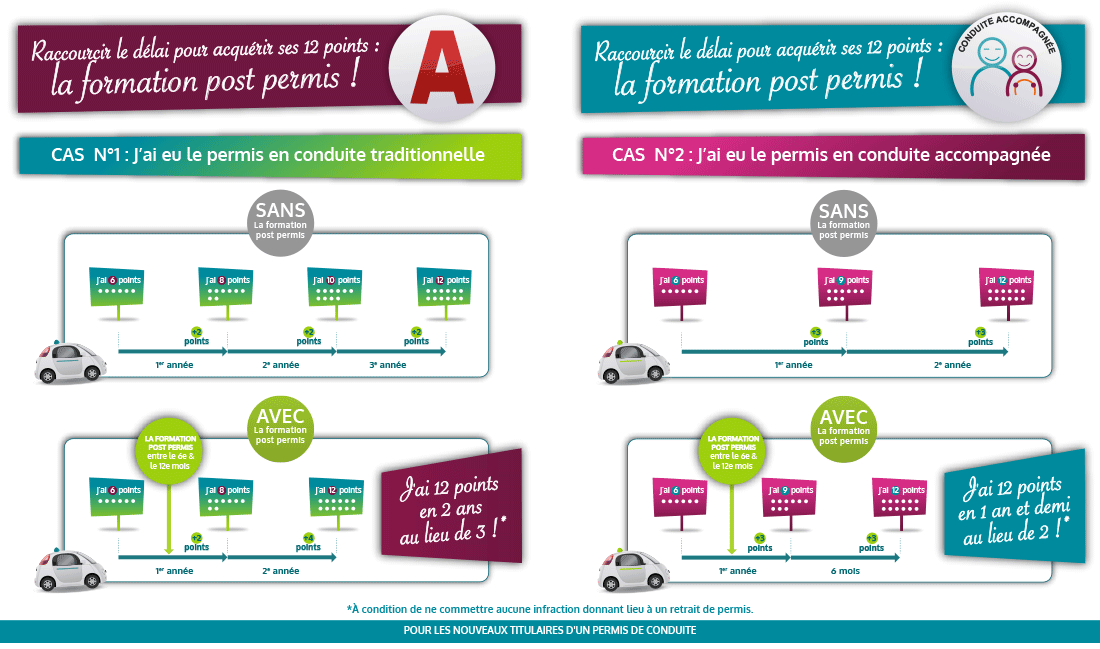 Raccourcir le délai pour acquérir ses 12 points :
la formation post permis !
A
CAS N°1 : J'ai eu le permis en conduite traditionnelle
SANS
La formation
post permis
J'ai 6 points
J'ai 8 points
J'ai 10 points
J'ai 12 points
+2
points
+2
points
+2
points
1er année
2e année
3e année
AVEC
La formation
post permis
LA FORMATION
POST PERMIS
entre le 6e &
le 12e mois
J'ai 6 points
J'ai 8 points
J'ai 12 points
+2
points
+4
points
1er année
2e année
J'ai 12 points
en 2 ans
au lieu de 3 !*
Raccourcir le délai pour acquérir ses 12 points :
la formation post permis !
CONDUITE ACCOMPAGNÉE
CAS N°2 : J'ai eu le permis en conduite accompagnée
SANS
La formation
post permis
J'ai 6 points
J'ai 9 points
J'ai 12 points
+3
points
+3
points
1er année
2e année
AVEC
La formation
post permis
LA FORMATION
POST PERMIS
entre le 6e &
le 12e mois
J'ai 6 points
J'ai 9 points
J'ai 12 points
+3
points
+3
points
1er année
6 mois
J'ai 12 points
en 1 an et demi
au lieu de 2 !*
*À condition de ne commettre aucune infraction donnant lieu à un retrait de permis.
POUR LES NOUVEAUX TITULAIRES D'UN PERMIS DE CONDUITE